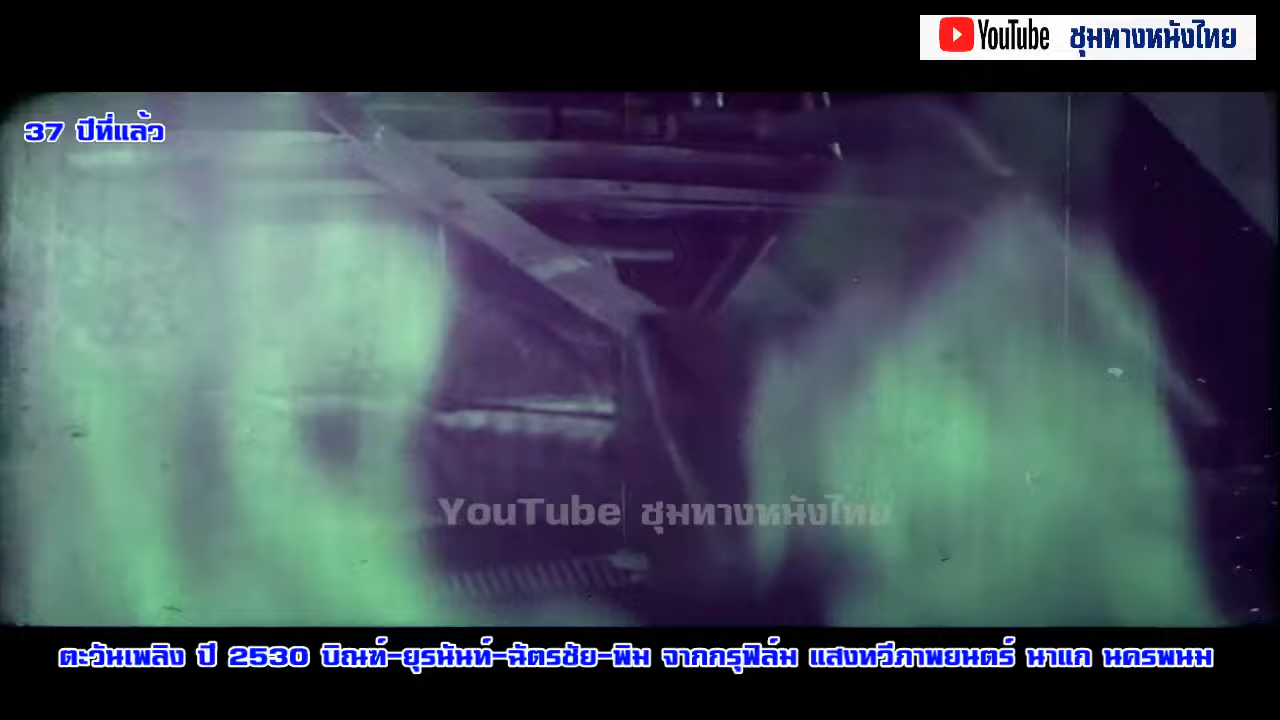 YouTube ชุมทางหนังไทย
37 ปีที่แล้ว
YouTube ชุมทางหนังไทย
ตะวันเพลิง ปี 2530 บิณฑ์-ยุรนันท์-ฉัตรชัย-พิม จากกรุฟิล์ม แสงทวีภาพยนตร์ นาแก นครพนม